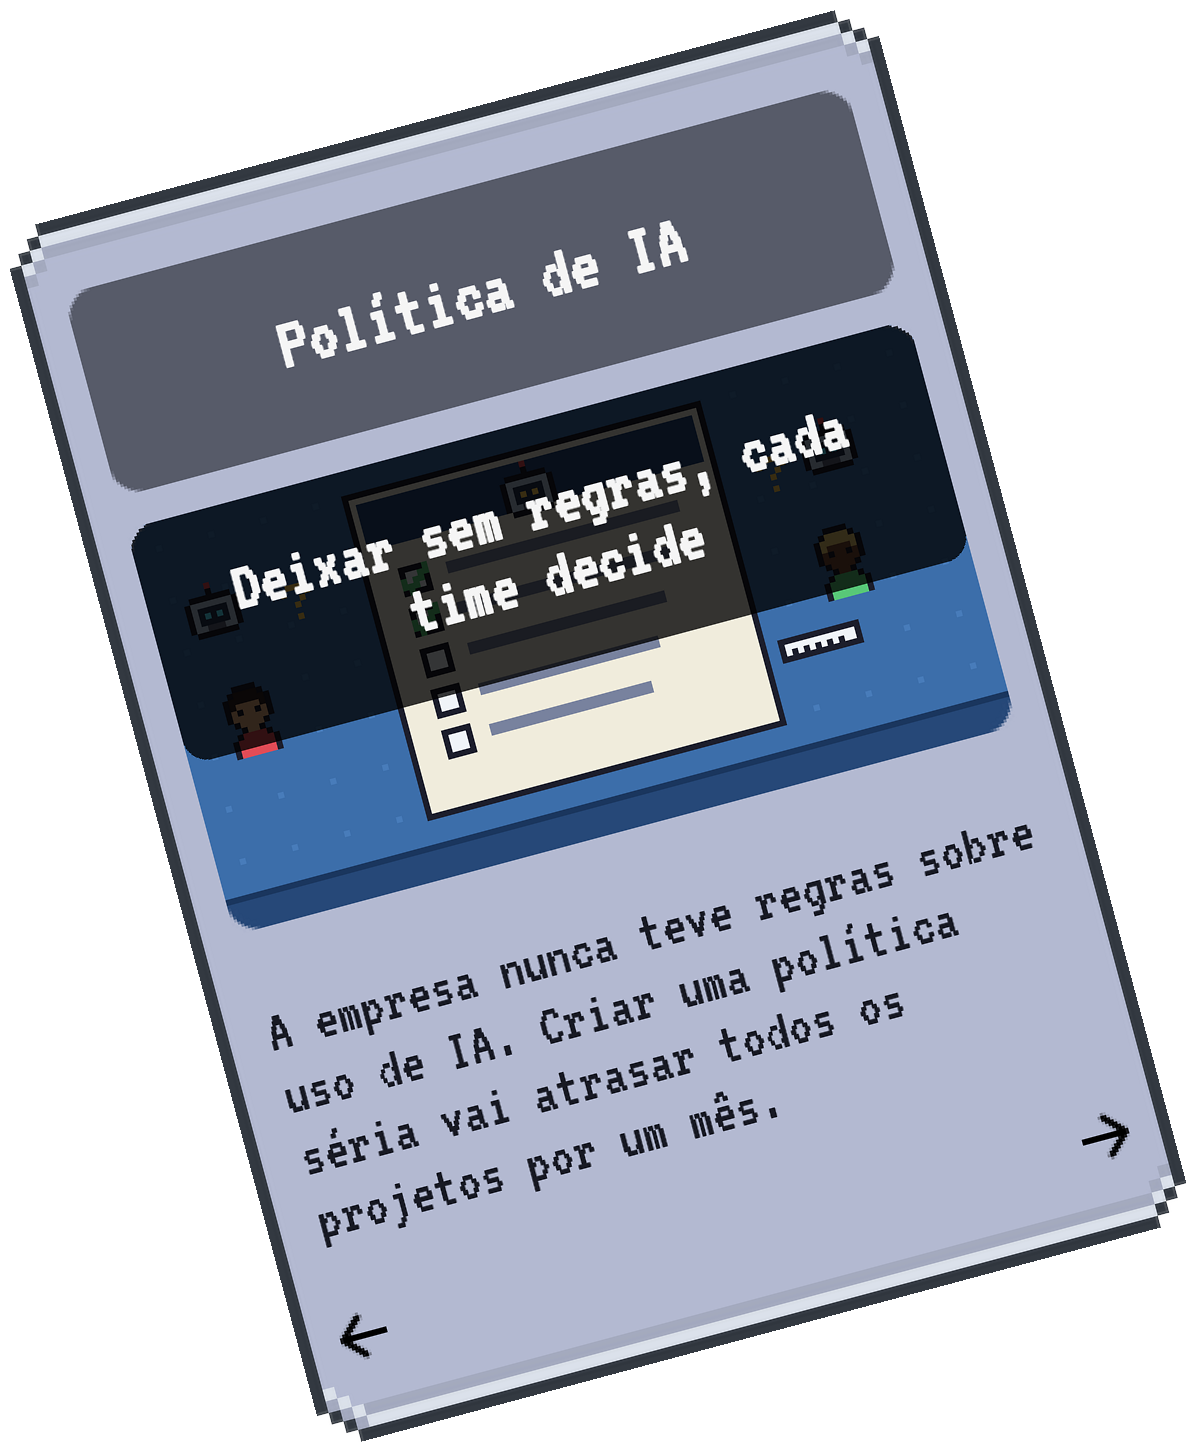 Política de IA
Deixar sem regras, cada
time decide
A empresa nunca teve regras sobre
uso de IA. Criar uma política
séria vai atrasar todos os
projetos por um mês.